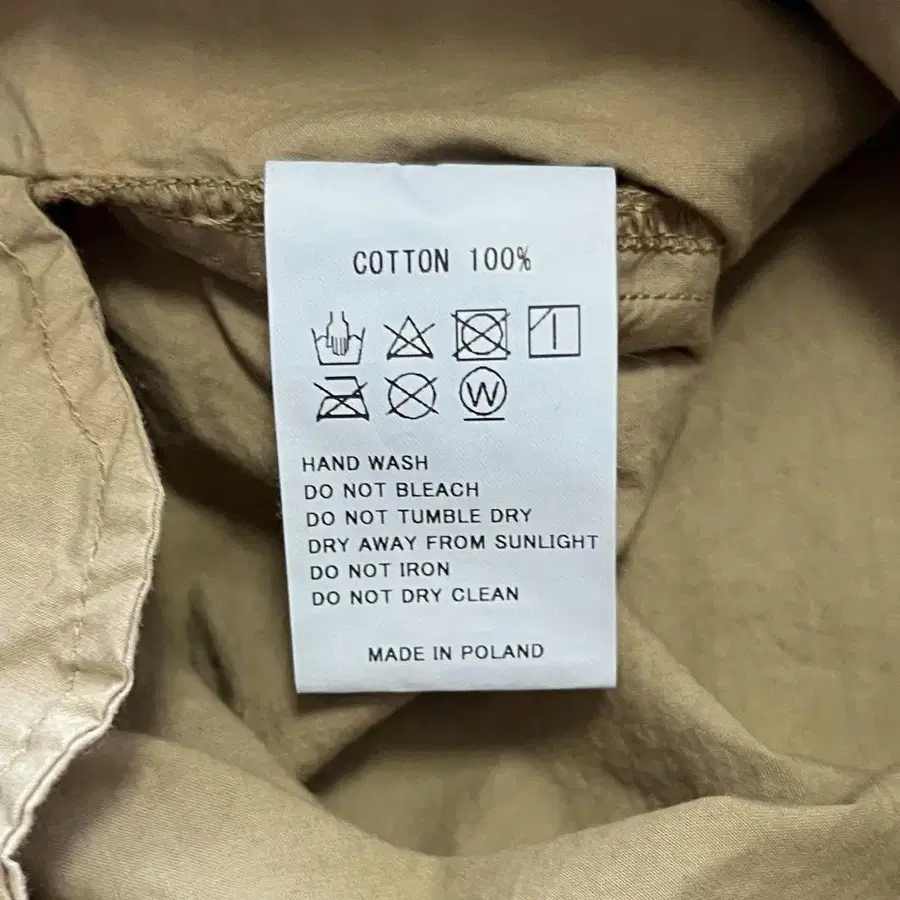 COTTON 100%
W
HAND WASH
DO NOT BLEACH
DO NOT TUMBLE DRY
DRY AWAY FROM SUNLIGHT
DO NOT IRON
DO NOT DRY CLEAN
MADE IN POLAND